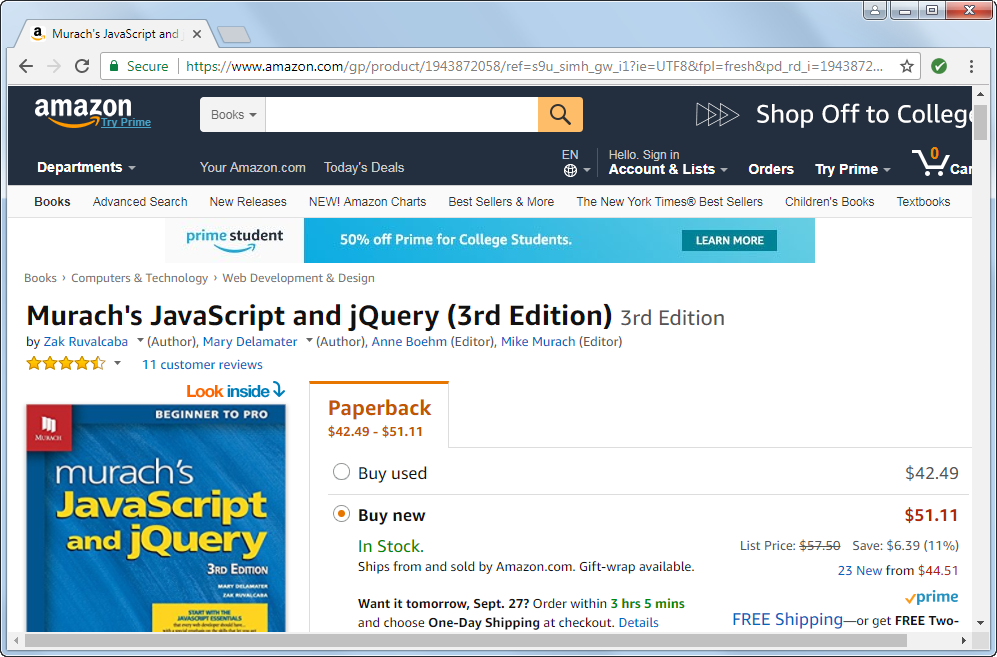 Murach's JavaScript and
Secure https://www.amazon.com/gp/product/1943872058/ref=s9u_simh_gw_i1?ie=UTF8&fpl=fresh&pd_rd_i=1943872...
amazon
Try Prime
Books
Shop Off to College
Departments
Your Amazon.com Today's Deals
EN
Hello. Sign in
Account & Lists
Orders
Try Prime
0
Car
Books Advanced Search New Releases NEW! Amazon Charts Best Sellers & More The New York Times® Best Sellers Children's Books Textbooks
prime student
50% off Prime for College Students.
LEARN MORE
Books › Computers & Technology › Web Development & Design
Murach's JavaScript and jQuery (3rd Edition) 3rd Edition
by Zak Ruvalcaba (Author), Mary Delamater (Author), Anne Boehm (Editor), Mike Murach (Editor)
11 customer reviews
Look inside
BEGINNER TO PRO
MURACH
murach's
JavaScript
and jQuery
3RD EDITION
MARY DELAMATER
ZAK RUVALCABA
START WITH THE
JAVASCRIPT ESSENTIALS
that every web developer should have...
Paperback
$42.49 - $51.11
Buy used $42.49
Buy new $51.11
In Stock.
List Price: $57.50 Save: $6.39 (11%)
Ships from and sold by Amazon.com. Gift-wrap available.
23 New from $44.51
prime
Want it tomorrow, Sept. 27? Order within 3 hrs 5 mins
and choose One-Day Shipping at checkout. Details
FREE Shipping—or get FREE Two-